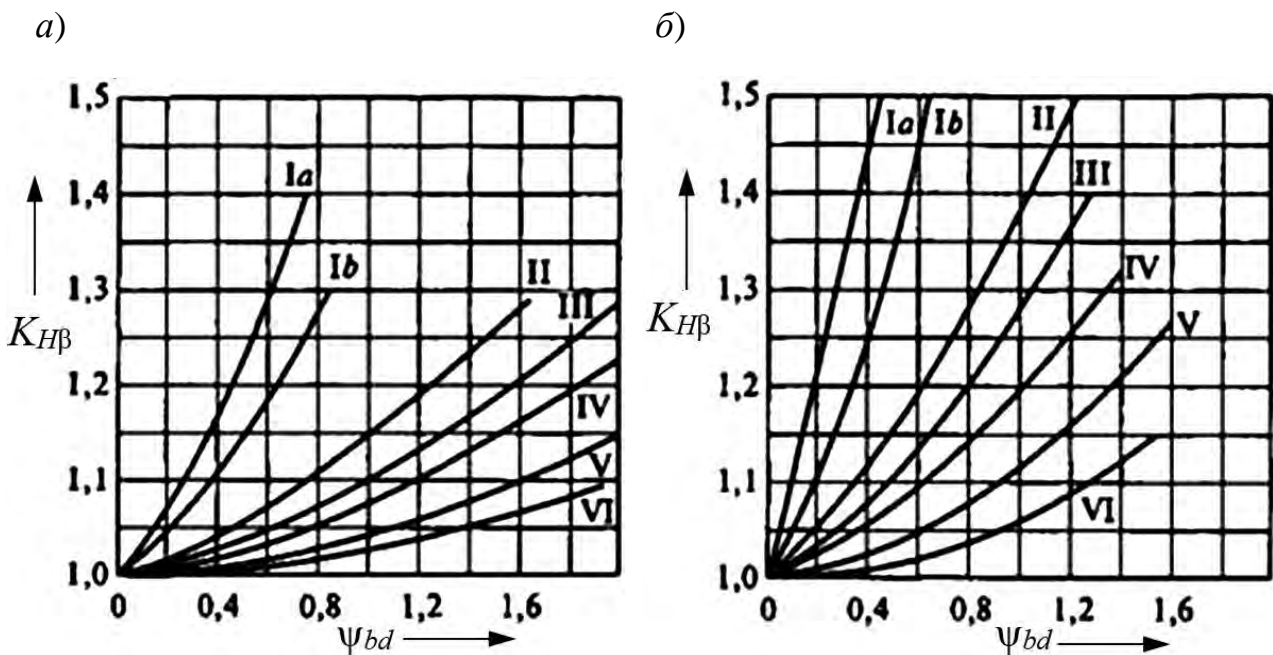 а)
1,5
1,4
1,3
1,2
1,1
1,0
K_Hβ
Ia
Ib
II
III
IV
V
VI
0 0,4 0,8 1,2 1,6
ψbd
б)
1,5
1,4
1,3
1,2
1,1
1,0
K_Hβ
Ia Ib II
III
IV
V
VI
0 0,4 0,8 1,2 1,6
ψbd